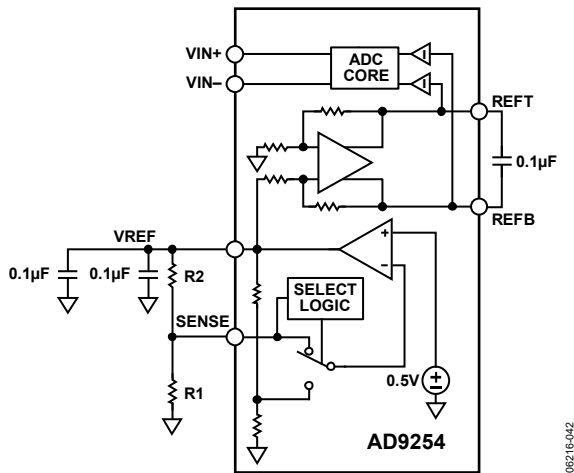 VIN+
VIN–
ADC
CORE
REFT
0.1µF
REFB
VREF
0.1µF
0.1µF
R2
SELECT
LOGIC
SENSE
R1
0.5V
+
–
±
AD9254
06216-042